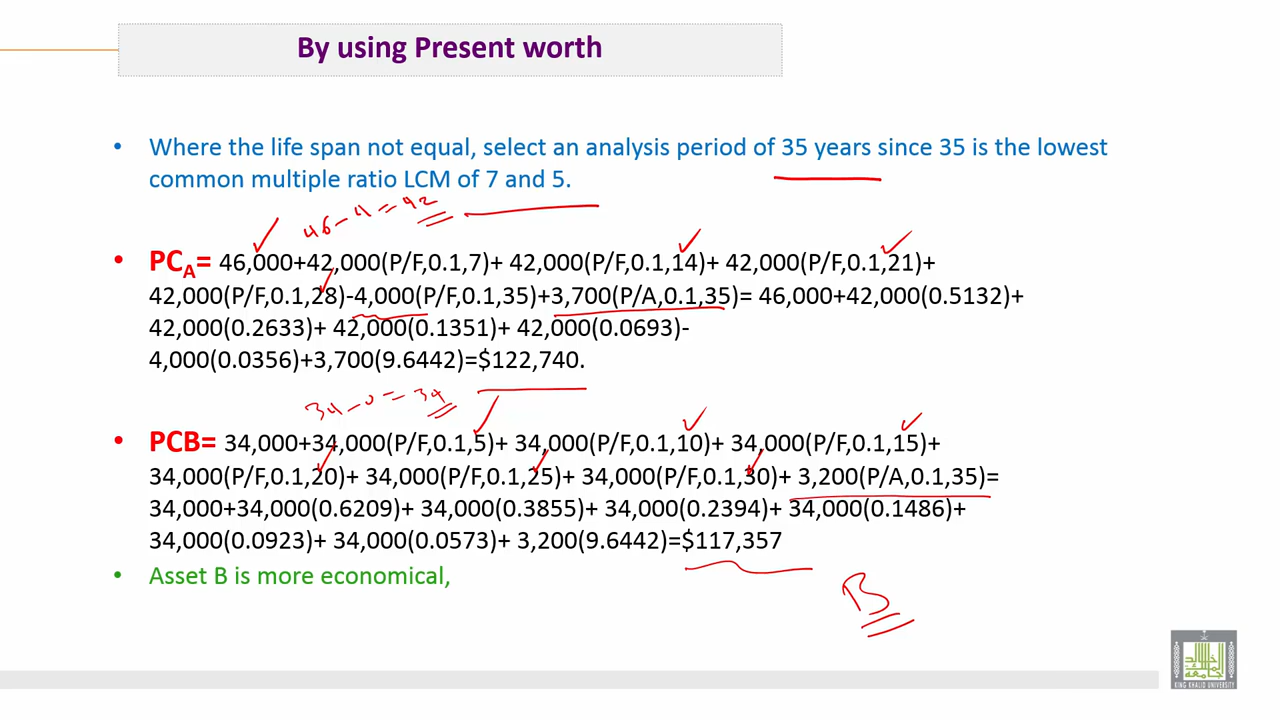 By using Present worth
• Where the life span not equal, select an analysis period of 35 years since 35 is the lowest
common multiple ratio LCM of 7 and 5.
46-4=42
• PCA= 46,000+42,000(P/F,0.1,7)+ 42,000(P/F,0.1,14)+ 42,000(P/F,0.1,21)+
42,000(P/F,0.1,28)-4,000(P/F,0.1,35)+3,700(P/A,0.1,35)= 46,000+42,000(0.5132)+
42,000(0.2633)+ 42,000(0.1351)+ 42,000(0.0693)-
4,000(0.0356)+3,700(9.6442)=$122,740.
34-0=34
• PCB= 34,000+34,000(P/F,0.1,5)+ 34,000(P/F,0.1,10)+ 34,000(P/F,0.1,15)+
34,000(P/F,0.1,20)+ 34,000(P/F,0.1,25)+ 34,000(P/F,0.1,30)+ 3,200(P/A,0.1,35)=
34,000+34,000(0.6209)+ 34,000(0.3855)+ 34,000(0.2394)+ 34,000(0.1486)+
34,000(0.0923)+ 34,000(0.0573)+ 3,200(9.6442)=$117,357
• Asset B is more economical,
B
KING KHALID UNIVERSITY